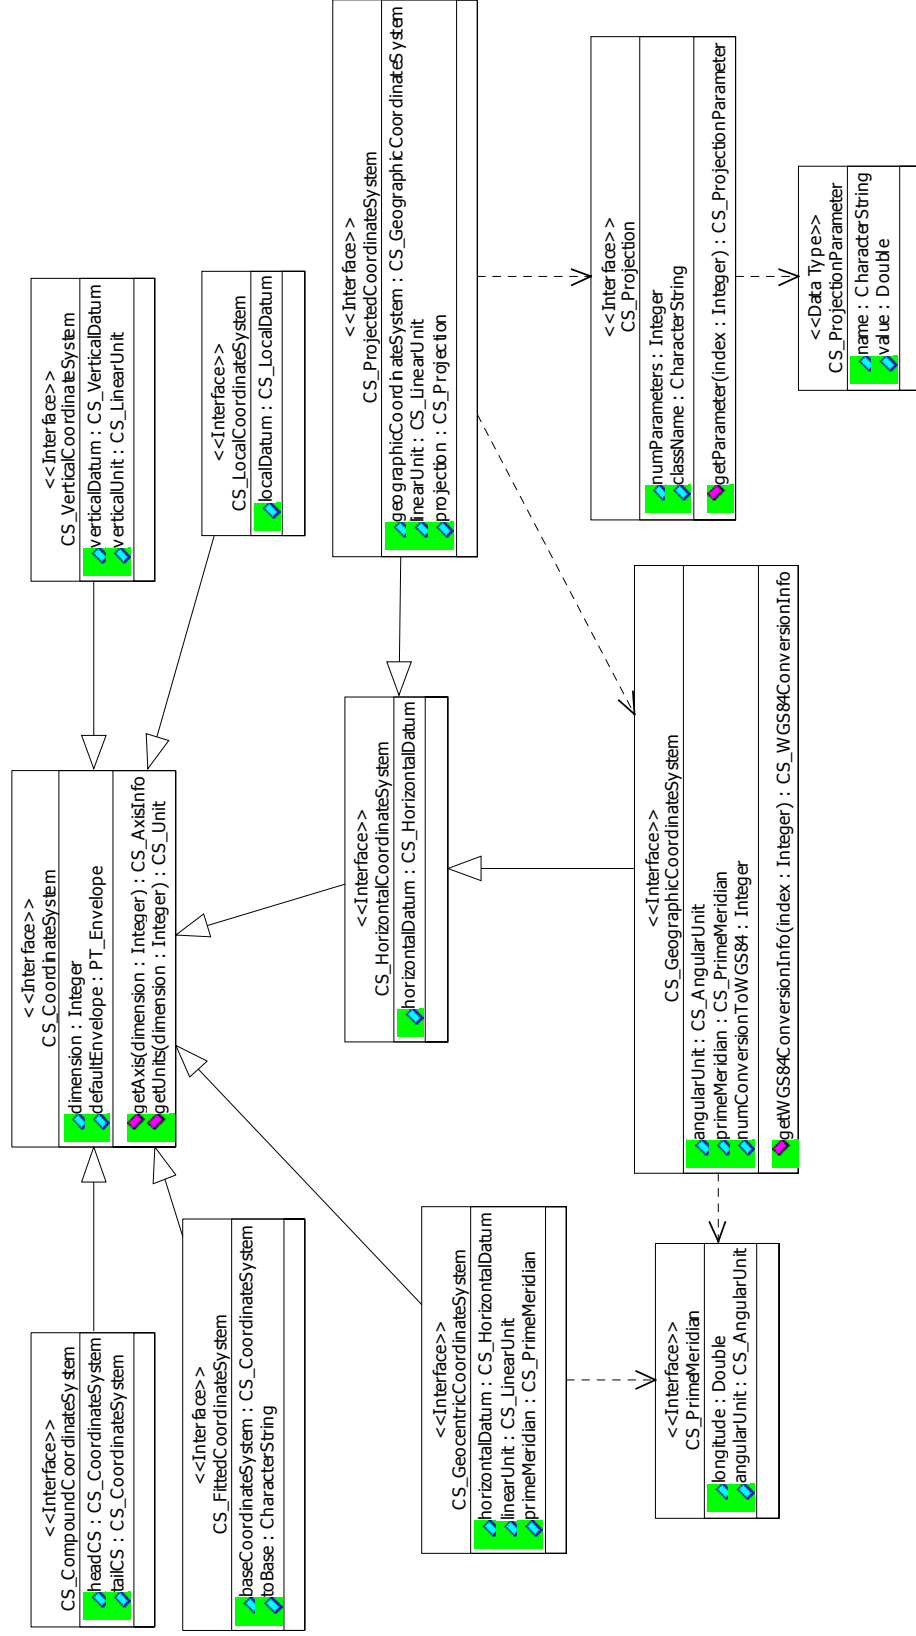 <<Interface>>
CS_CompoundCoordinateSystem
headCS : CS_CoordinateSystem
tailCS : CS_CoordinateSystem
<<Interface>>
CS_CoordinateSystem
dimension : Integer
defaultEnvelope : PT_Envelope
getAxis(dimension : Integer) : CS_AxisInfo
getUnits(dimension : Integer) : CS_Unit
<<Interface>>
CS_VerticalCoordinateSystem
verticalDatum : CS_VerticalDatum
verticalUnit : CS_LinearUnit
<<Interface>>
CS_FittedCoordinateSystem
baseCoordinateSystem : CS_CoordinateSystem
toBase : CharacterString
<<Interface>>
CS_LocalCoordinateSystem
localDatum : CS_LocalDatum
<<Interface>>
CS_HorizontalCoordinateSystem
horizontalDatum : CS_HorizontalDatum
<<Interface>>
CS_ProjectedCoordinateSystem
geographicCoordinateSystem : CS_GeographicCoordinateSystem
linearUnit : CS_LinearUnit
projection : CS_Projection
<<Interface>>
CS_GeocentricCoordinateSystem
horizontalDatum : CS_HorizontalDatum
linearUnit : CS_LinearUnit
primeMeridian : CS_PrimeMeridian
<<Interface>>
CS_Projection
numParameters : Integer
className : CharacterString
getParameter(index : Integer) : CS_ProjectionParameter
<<Interface>>
CS_GeographicCoordinateSystem
angularUnit : CS_AngularUnit
primeMeridian : CS_PrimeMeridian
numConversionToWGS84 : Integer
getWGS84ConversionInfo(index : Integer) : CS_WGS84ConversionInfo
<<Interface>>
CS_PrimeMeridian
longitude : Double
angularUnit : CS_AngularUnit
<<Data Type>>
CS_ProjectionParameter
name : CharacterString
value : Double